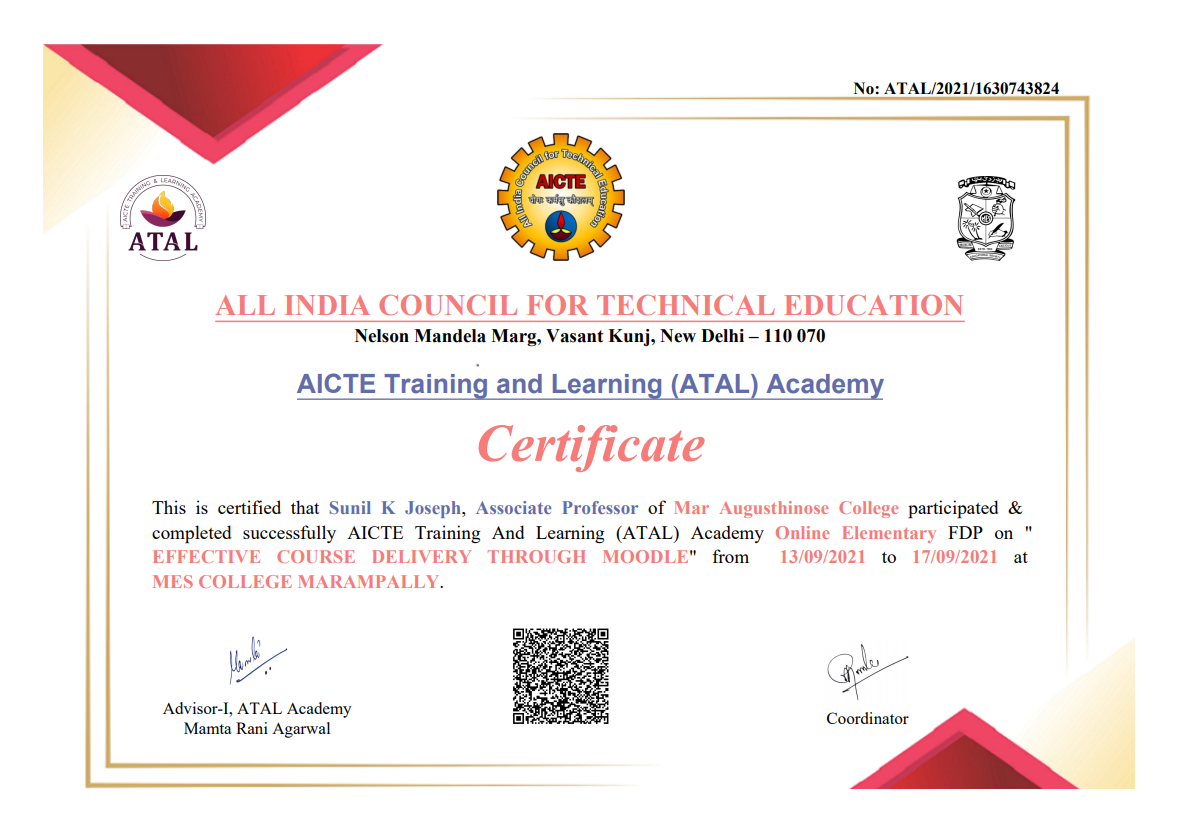 No: ATAL/2021/1630743824
AICTE TRAINING & LEARNING ACADEMY
ATAL
All India Council for Technical Education
AICTE
योगः कर्मसु कौशलम्
ALL INDIA COUNCIL FOR TECHNICAL EDUCATION
Nelson Mandela Marg, Vasant Kunj, New Delhi – 110 070
AICTE Training and Learning (ATAL) Academy
Certificate
This is certified that Sunil K Joseph, Associate Professor of Mar Augusthinose College participated &
completed successfully AICTE Training And Learning (ATAL) Academy Online Elementary FDP on "
EFFECTIVE COURSE DELIVERY THROUGH MOODLE" from 13/09/2021 to 17/09/2021 at
MES COLLEGE MARAMPALLY.
Advisor-I, ATAL Academy
Mamta Rani Agarwal
Coordinator